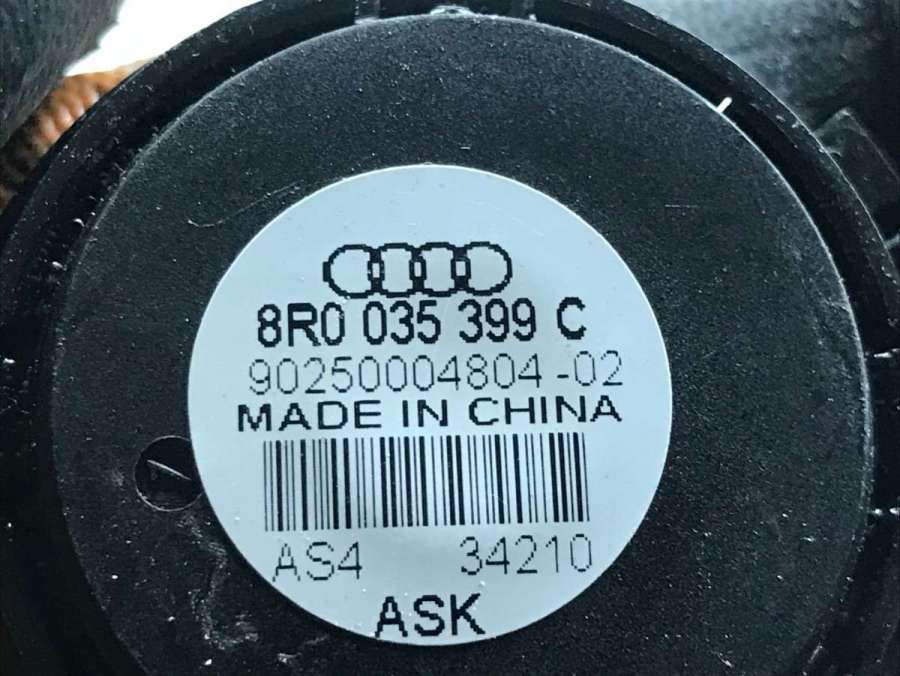 8R0 035 399 C
90250004804-02
MADE IN CHINA
AS4 34210
ASK